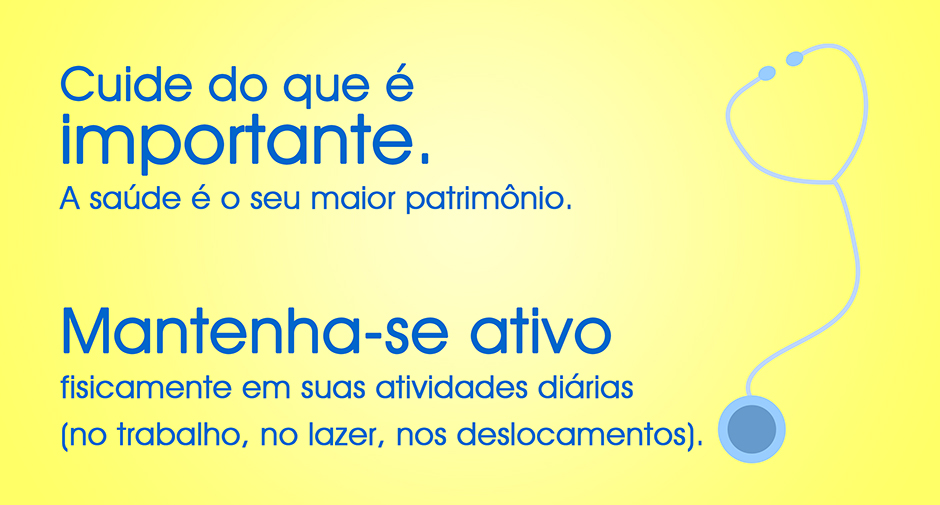 Cuide do que é
importante.
A saúde é o seu maior patrimônio.
Mantenha-se ativo
fisicamente em suas atividades diárias
(no trabalho, no lazer, nos deslocamentos).